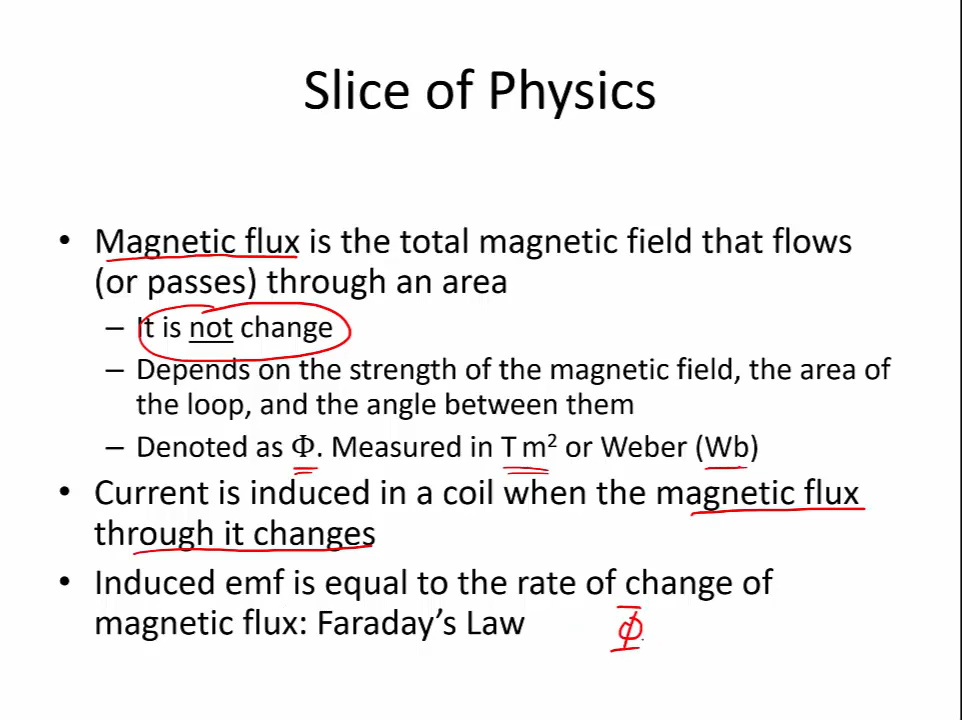 Slice of Physics
• Magnetic flux is the total magnetic field that flows
(or passes) through an area
– It is not change
– Depends on the strength of the magnetic field, the area of
the loop, and the angle between them
– Denoted as Φ. Measured in T m² or Weber (Wb)
• Current is induced in a coil when the magnetic flux
through it changes
• Induced emf is equal to the rate of change of
magnetic flux: Faraday’s Law
Φ